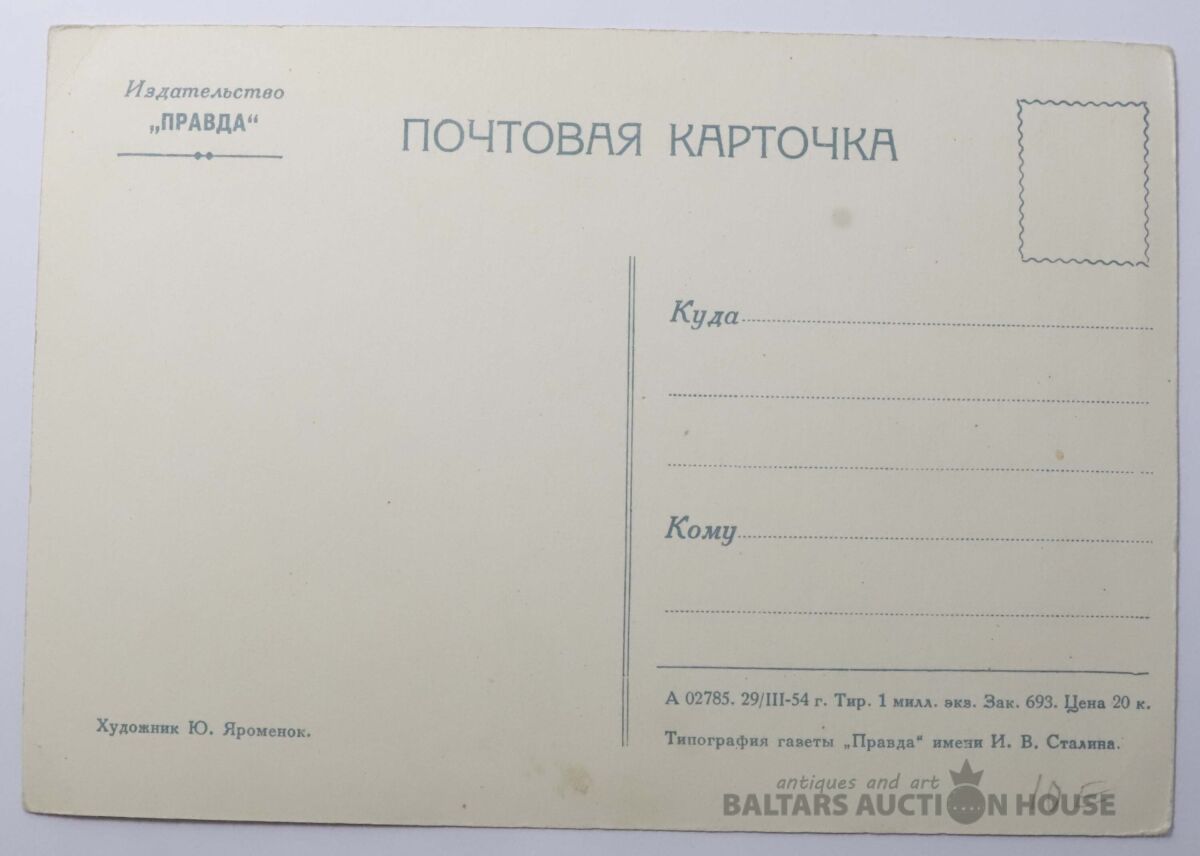 Издательство
„ПРАВДА“
ПОЧТОВАЯ КАРТОЧКА
Куда
Кому
А 02785. 29/III-54 г. Тир. 1 милл. экз. Зак. 693. Цена 20 к.
Типография газеты „Правда“ имени И. В. Сталина.
Художник Ю. Яроменок.
antiques and art
BALTARS AUCTION HOUSE